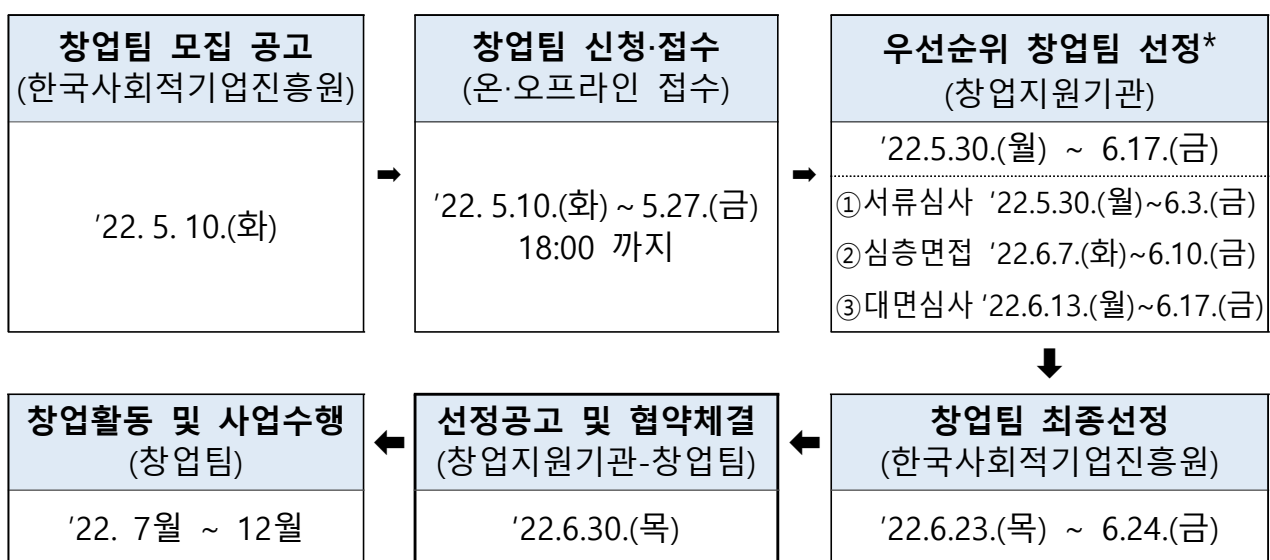 창업팀 모집 공고
(한국사회적기업진흥원)
'22. 5. 10.(화)
➡
창업팀 신청·접수
(온·오프라인 접수)
'22. 5.10.(화) ~ 5.27.(금)
18:00 까지
➡
우선순위 창업팀 선정*
(창업지원기관)
'22.5.30.(월) ~ 6.17.(금)
①서류심사 '22.5.30.(월)~6.3.(금)
②심층면접 '22.6.7.(화)~6.10.(금)
③대면심사 '22.6.13.(월)~6.17.(금)
⬇
창업팀 최종선정
(한국사회적기업진흥원)
'22.6.23.(목) ~ 6.24.(금)
⬅
선정공고 및 협약체결
(창업지원기관-창업팀)
'22.6.30.(목)
⬅
창업활동 및 사업수행
(창업팀)
'22. 7월 ~ 12월